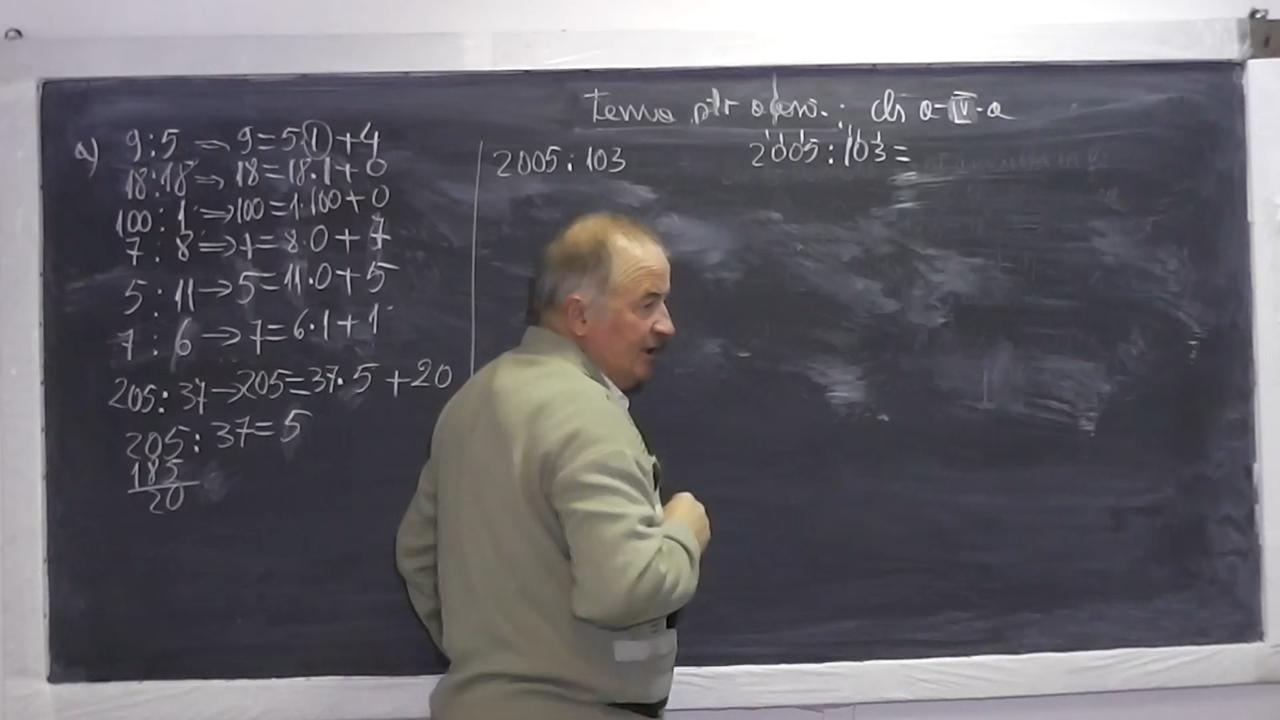 Tema ptr :. cls a-IV-a
a) 9:5 → 9=5·1+4
18:18 → 18=18·1+0
100:1 → 100=1·100+0
7:8 → 7=8·0+7
5:11 → 5=11·0+5
7:6 → 7=6·1+1
205:37 → 205=37·5+20
205:37=5
185
20
2005:103
2005:103=